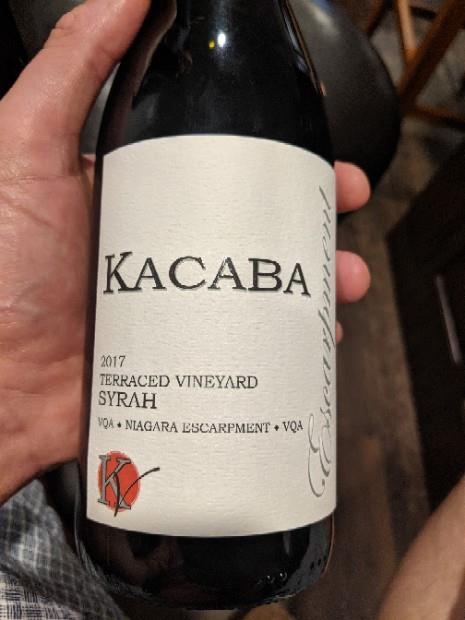 KACABA
2017
TERRACED VINEYARD
SYRAH
VQA ♦ NIAGARA ESCARPMENT ♦ VQA
K
Escarpment